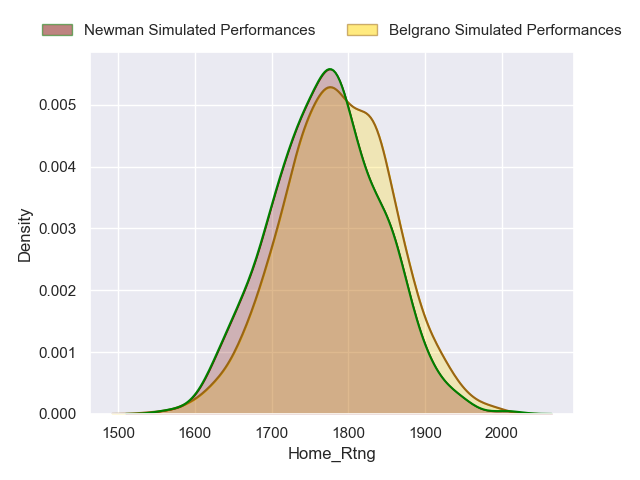 Newman Simulated Performances Belgrano Simulated Performances
0.005
0.004
0.003
0.002
0.001
0.000
Density
1500 1600 1700 1800 1900 2000
Home_Rtng